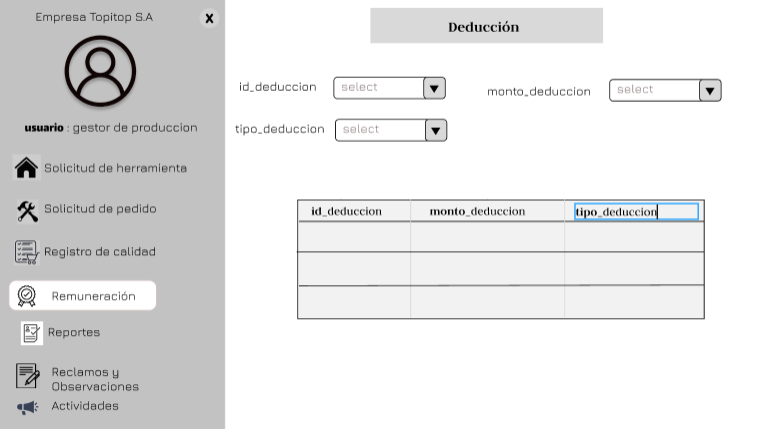 Empresa Topitop S.A
X
usuario : gestor de produccion
Solicitud de herramienta
Solicitud de pedido
Registro de calidad
Remuneración
Reportes
Reclamos y
Observaciones
Actividades
Deducción
id_deduccion select
monto_deduccion select
tipo_deduccion select
id_deduccion monto_deduccion tipo_deduccion